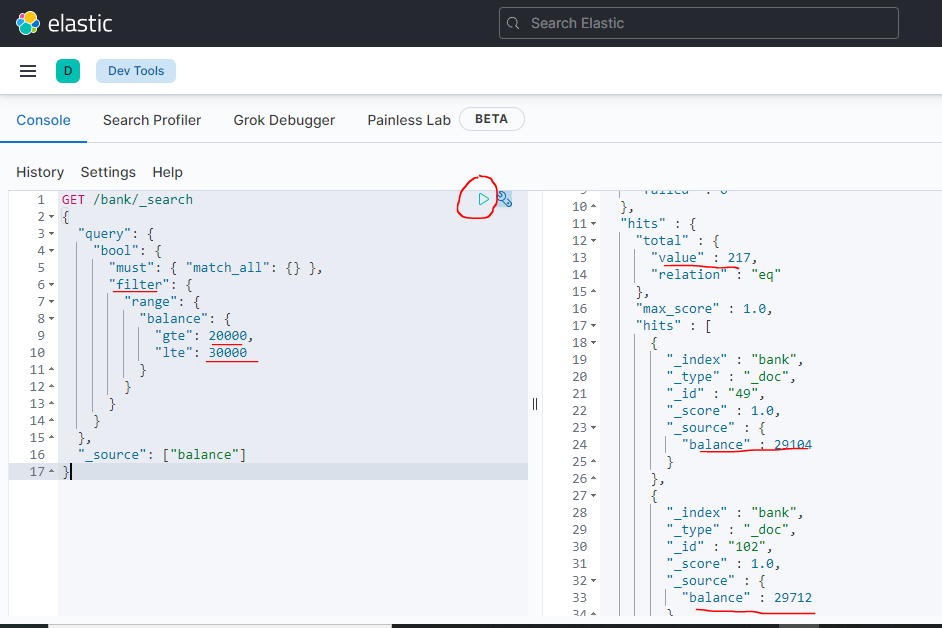 elastic
Search Elastic
D
Dev Tools
Console
Search Profiler
Grok Debugger
Painless Lab
BETA
History
Settings
Help
1 GET /bank/_search
2 {
3 "query": {
4 "bool": {
5 "must": { "match_all": {} },
6 "filter": {
7 "range": {
8 "balance": {
9 "gte": 20000,
10 "lte": 30000
11 }
12 }
13 }
14 }
15 },
16 "_source": ["balance"]
17 }
9 "failed" : 0
10 },
11 "hits" : {
12 "total" : {
13 "value" : 217,
14 "relation" : "eq"
15 },
16 "max_score" : 1.0,
17 "hits" : [
18 {
19 "_index" : "bank",
20 "_type" : "_doc",
21 "_id" : "49",
22 "_score" : 1.0,
23 "_source" : {
24 "balance" : 29104
25 }
26 },
27 {
28 "_index" : "bank",
29 "_type" : "_doc",
30 "_id" : "102",
31 "_score" : 1.0,
32 "_source" : {
33 "balance" : 29712
34 }